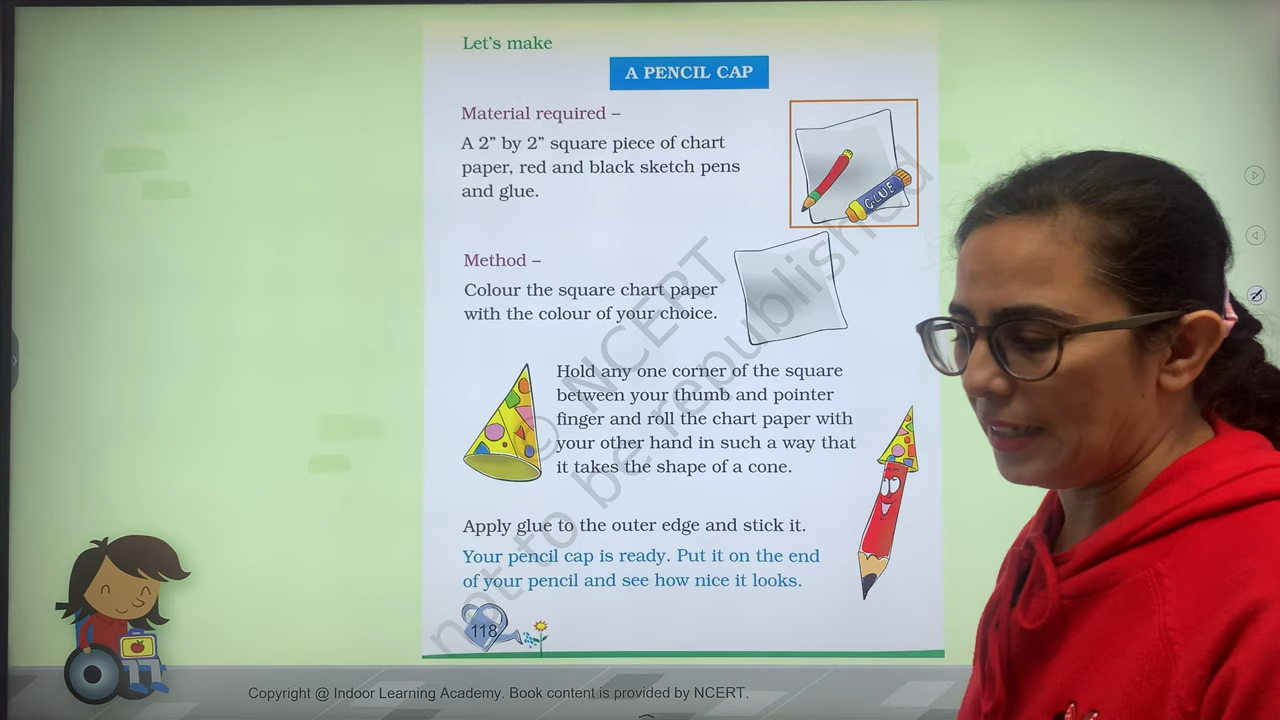 Let's make
A PENCIL CAP
Material required –
A 2” by 2” square piece of chart
paper, red and black sketch pens
and glue.
GLUE
Method –
Colour the square chart paper
with the colour of your choice.
Hold any one corner of the square
between your thumb and pointer
finger and roll the chart paper with
your other hand in such a way that
it takes the shape of a cone.
Apply glue to the outer edge and stick it.
Your pencil cap is ready. Put it on the end
of your pencil and see how nice it looks.
118
© NCERT
not to be republished
Copyright @ Indoor Learning Academy. Book content is provided by NCERT.